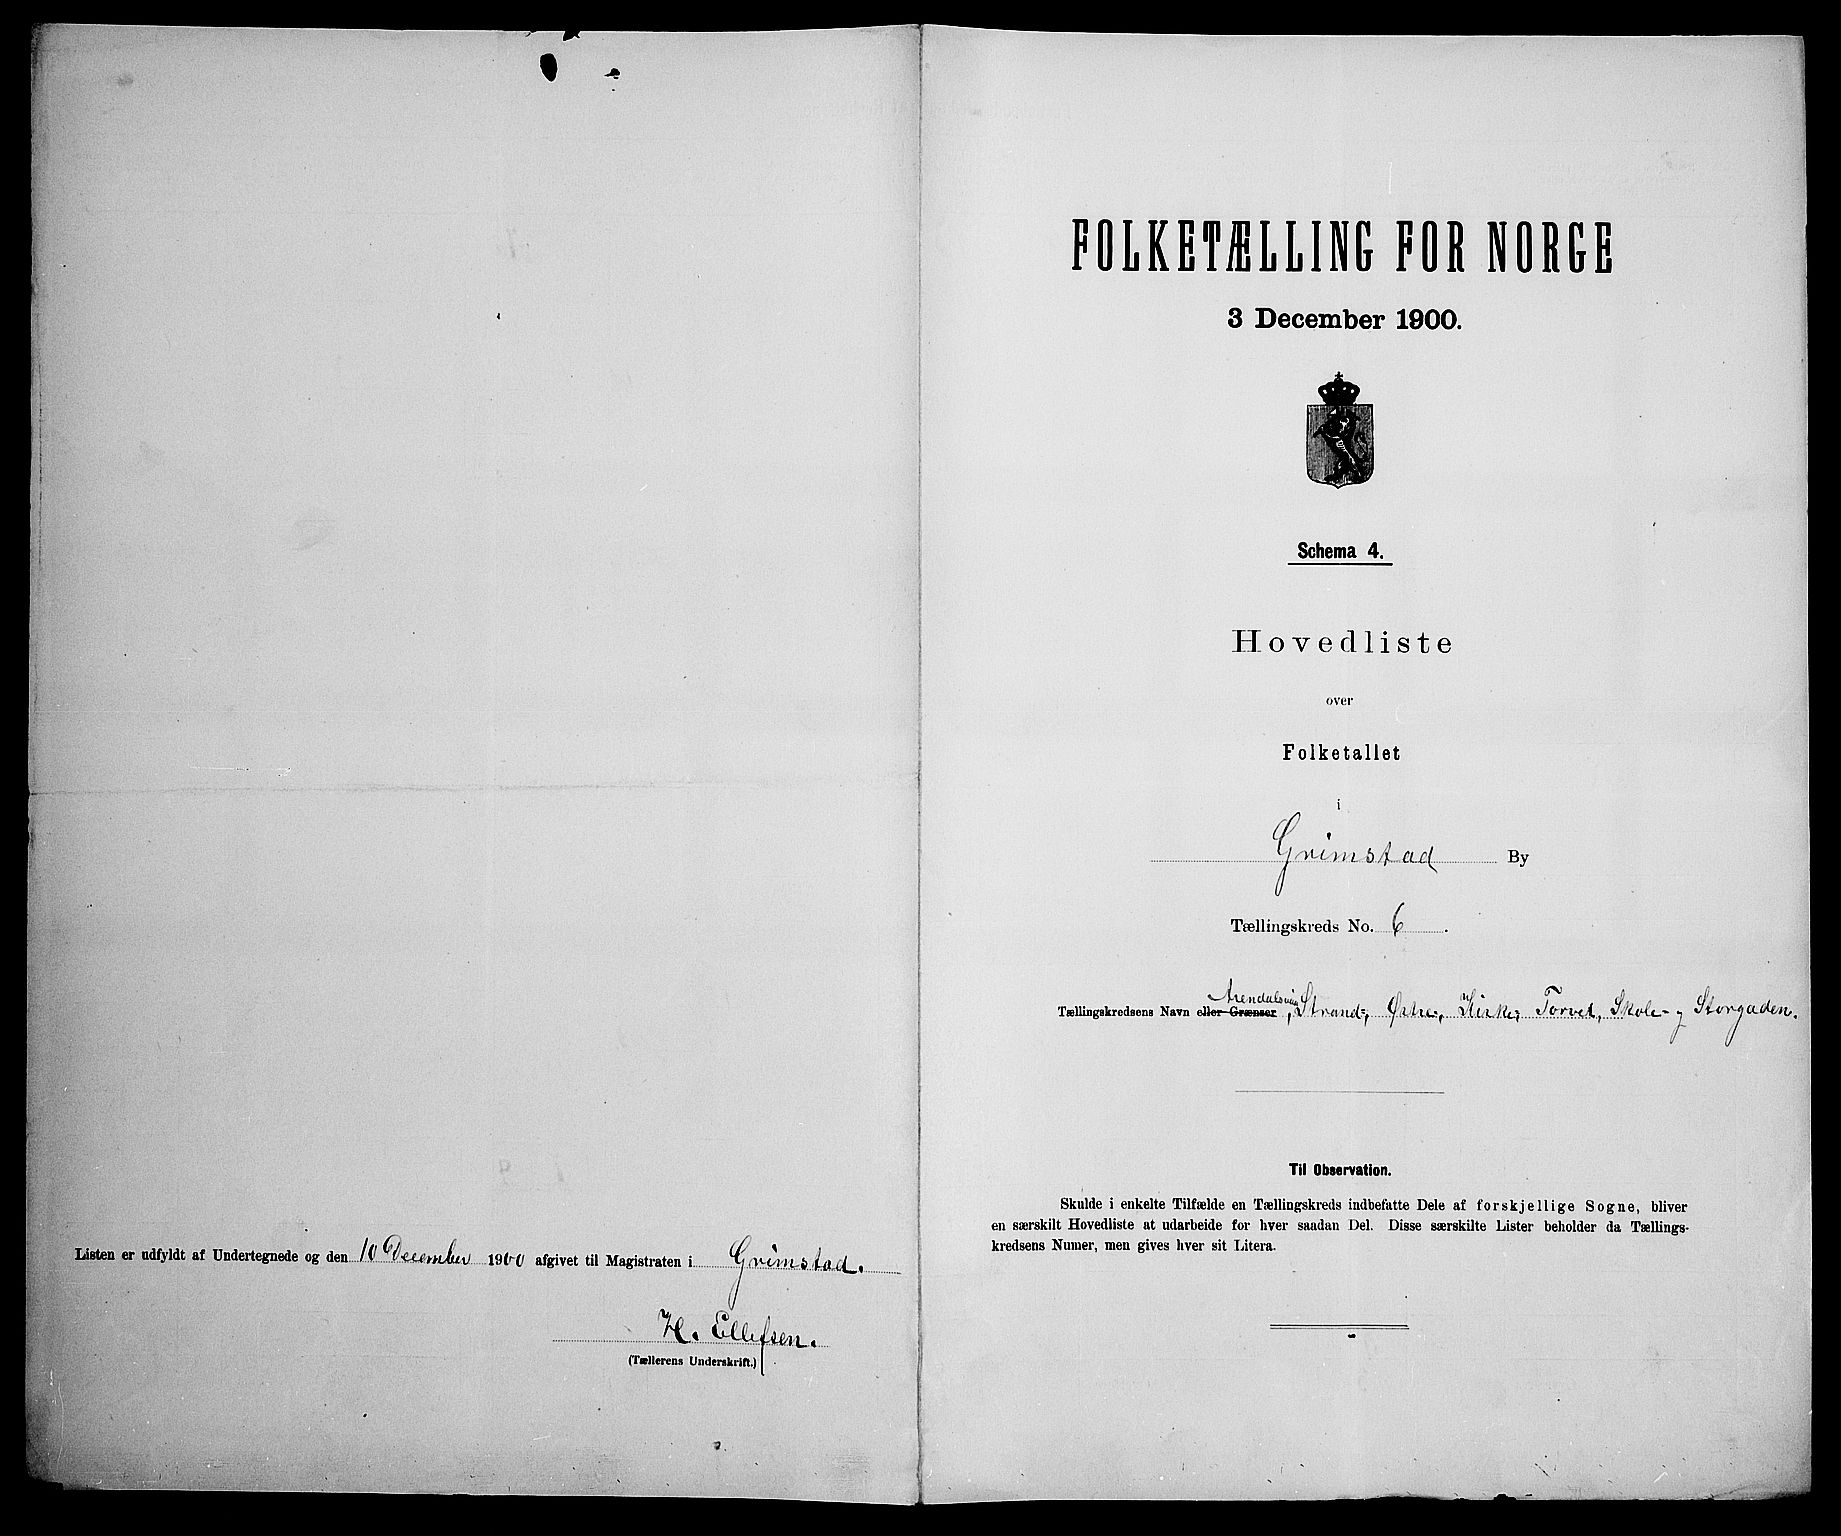 Listen er udfyldt af Undertegnede og den 10 December 1900 afgivet til Magistraten i Grimstad.
H. Ellefsen.
(Tællerens Underskrift.)
FOLKETÆLLING FOR NORGE
3 December 1900.
Schema 4.
Hovedliste
over
Folketallet
i
Grimstad By
Tællingskreds No. 6.
Tællingskredsens Navn eller Grænser, Strand-, Østre-, Kirke, Torvet, Skole- og Storgaden.
Til Observation.
Skulde i enkelte Tilfælde en Tællingskreds indbefatte Dele af forskjellige Sogne, bliver
en særskilt Hovedliste at udarbeide for hver saadan Del. Disse særskilte Lister beholder da Tællings-
kredsens Numer, men gives hver sit Litera.